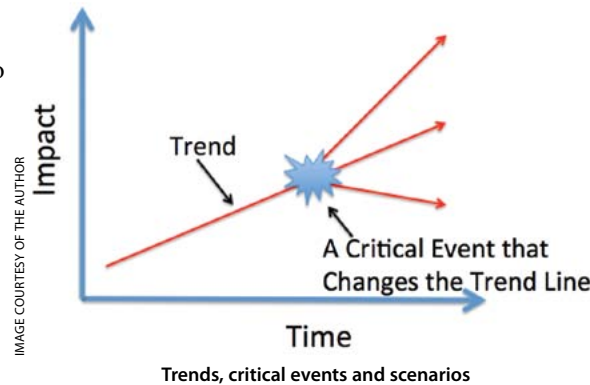 IMAGE COURTESY OF THE AUTHOR
Impact
Trend
A Critical Event that
Changes the Trend Line
Time
Trends, critical events and scenarios